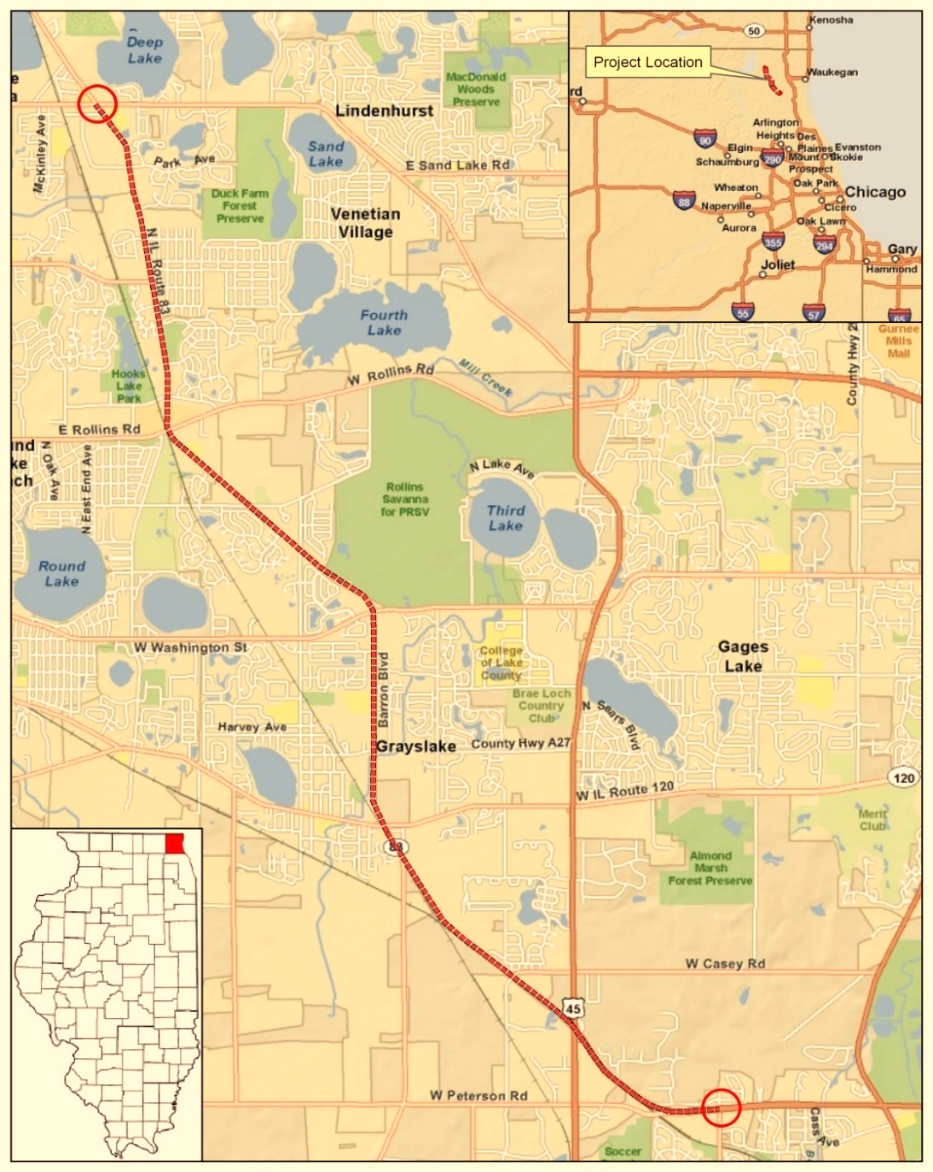 Deep
Lake
MacDonald
Woods
Preserve
Lindenhurst
McKinley Ave
Park Ave
Sand
Lake
E Sand Lake Rd
Duck Farm
Forest
Preserve
Venetian
Village
N IL Route 83
Fourth
Lake
Hooks
Lake
Park
W Rollins Rd
Mill Creek
E Rollins Rd
N Oak Ave
N East End Ave
N Lake Ave
Rollins
Savanna
for PRSV
Third
Lake
Round
Lake
W Washington St
College
of Lake
County
Gages
Lake
Barron Blvd
Brae Loch
Country
Club
N Sears Blvd
Harvey Ave
Grayslake
County Hwy A27
W IL Route 120
120
Merit
Club
83
Almond
Marsh
Forest Preserve
W Casey Rd
45
W Peterson Rd
Cass Ave
Soccer
County Hwy 2
Gurnee
Mills
Mall
Project Location
Kenosha
50
Waukegan
rd
Arlington
Heights
Des
Plaines
Evanston
90
Elgin
290
Mount
Prospect
Skokie
Schaumburg
Oak Park
Wheaton
Chicago
88
Naperville
Cicero
Aurora
Oak Lawn
355
294
Gary
Joliet
Hammond
55
57
65